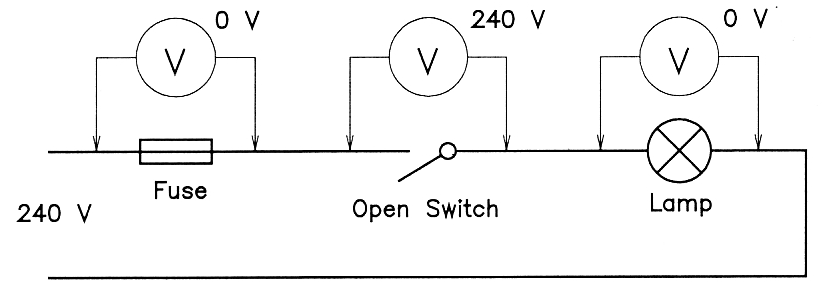 0 V
240 V
0 V
V
V
V
Fuse
Open Switch
Lamp
240 V